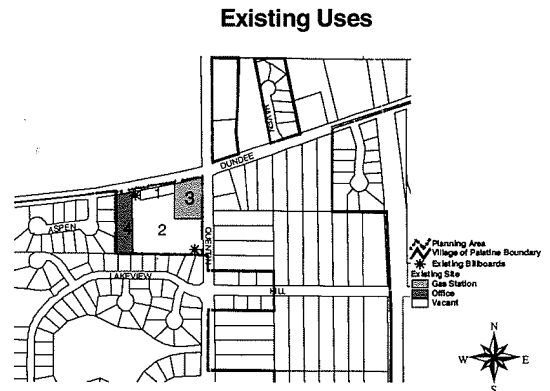 Existing Uses
HAVEN
DUNDEE
1
3
4
2
ASPEN
QUENTIN
LAKEVIEW
HILL
Planning Area
Village of Palatine Boundary
Existing Billboards
Existing Site
Gas Station
Office
Vacant
N
W E
S